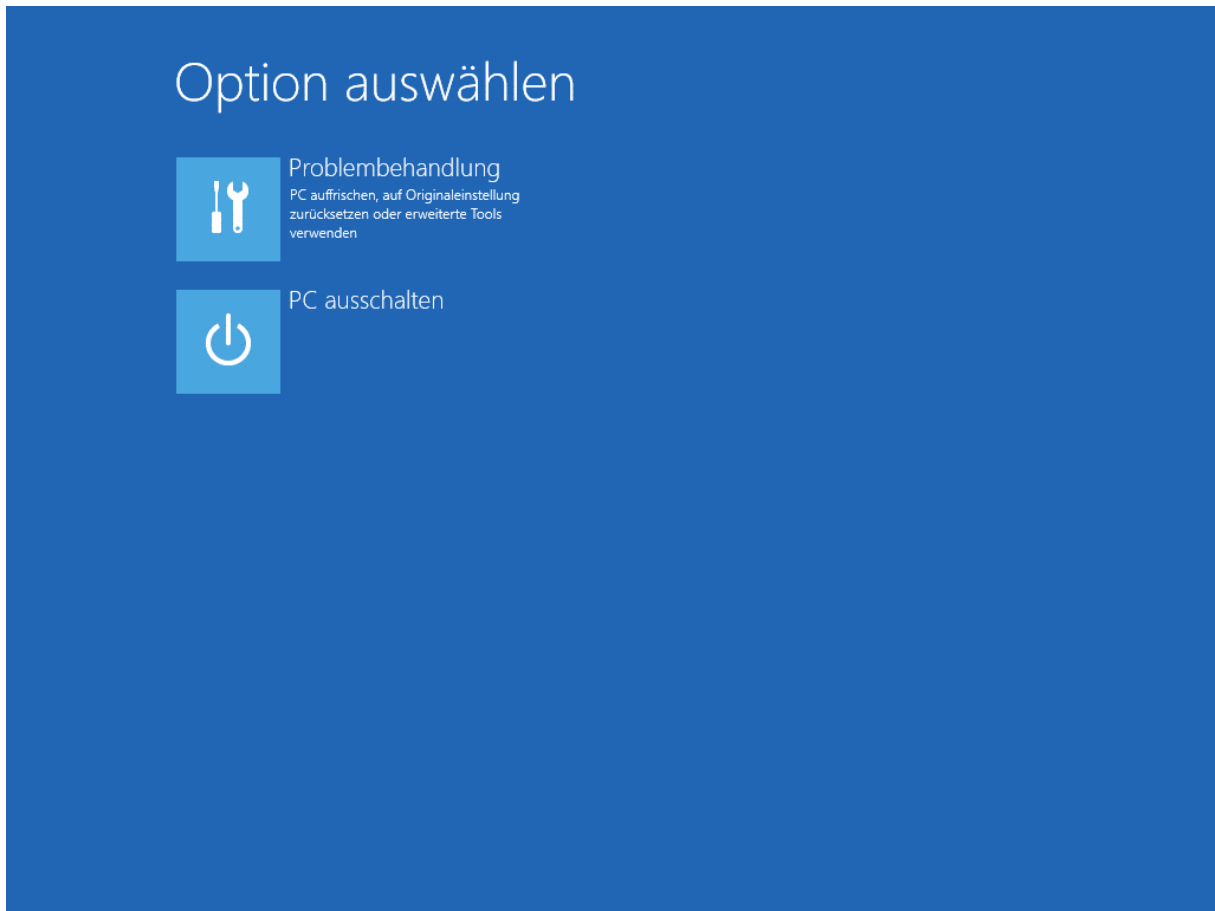 Option auswählen
Problembehandlung
PC auffrischen, auf Originaleinstellung
zurücksetzen oder erweiterte Tools
verwenden
PC ausschalten